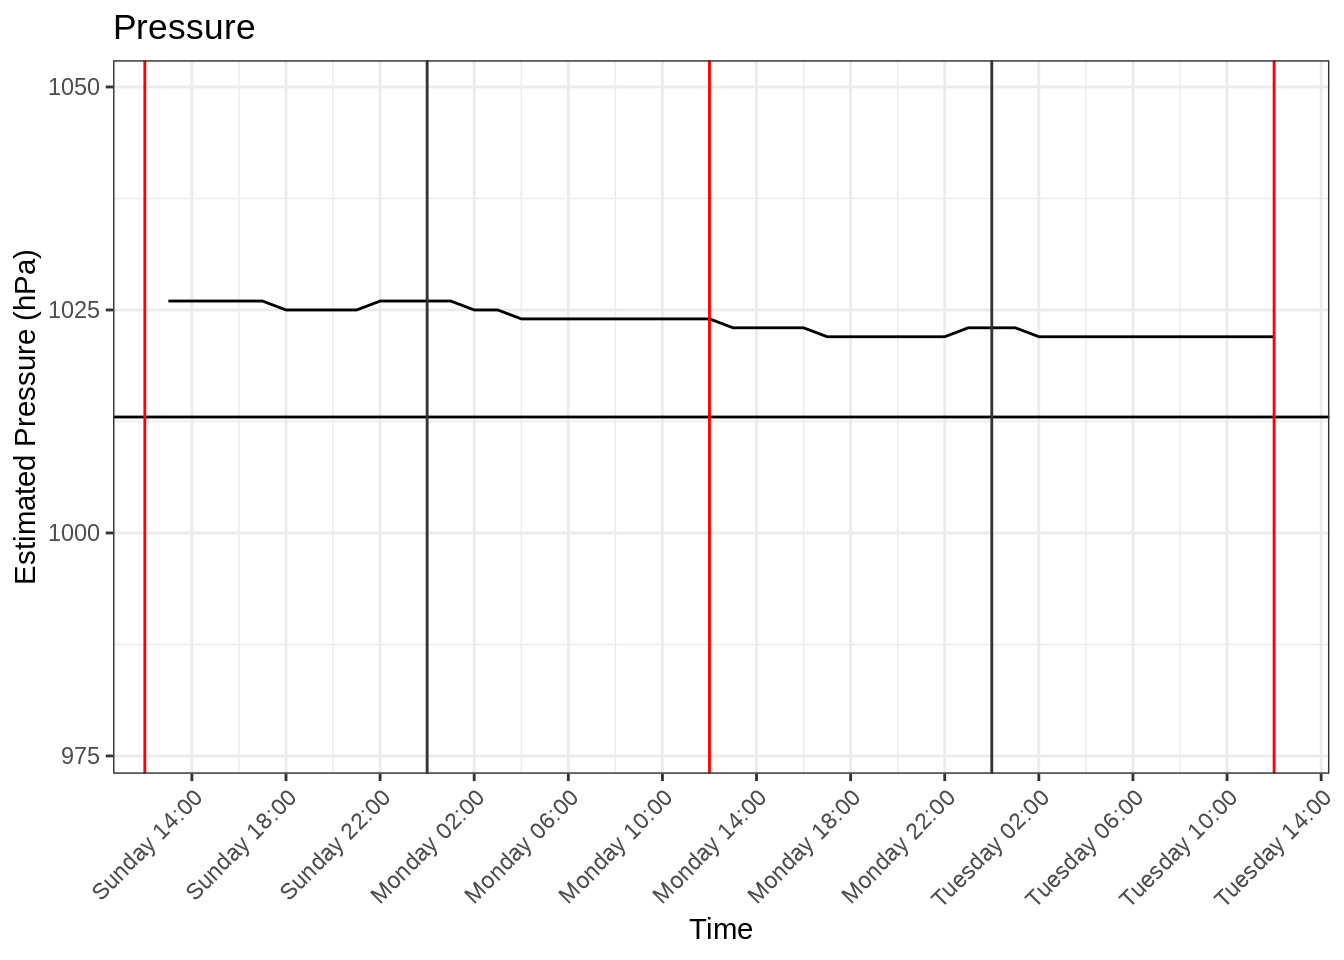 Pressure
Estimated Pressure (hPa)
1050
1025
1000
975
Sunday 14:00
Sunday 18:00
Sunday 22:00
Monday 02:00
Monday 06:00
Monday 10:00
Monday 14:00
Monday 18:00
Monday 22:00
Tuesday 02:00
Tuesday 06:00
Tuesday 10:00
Tuesday 14:00
Time